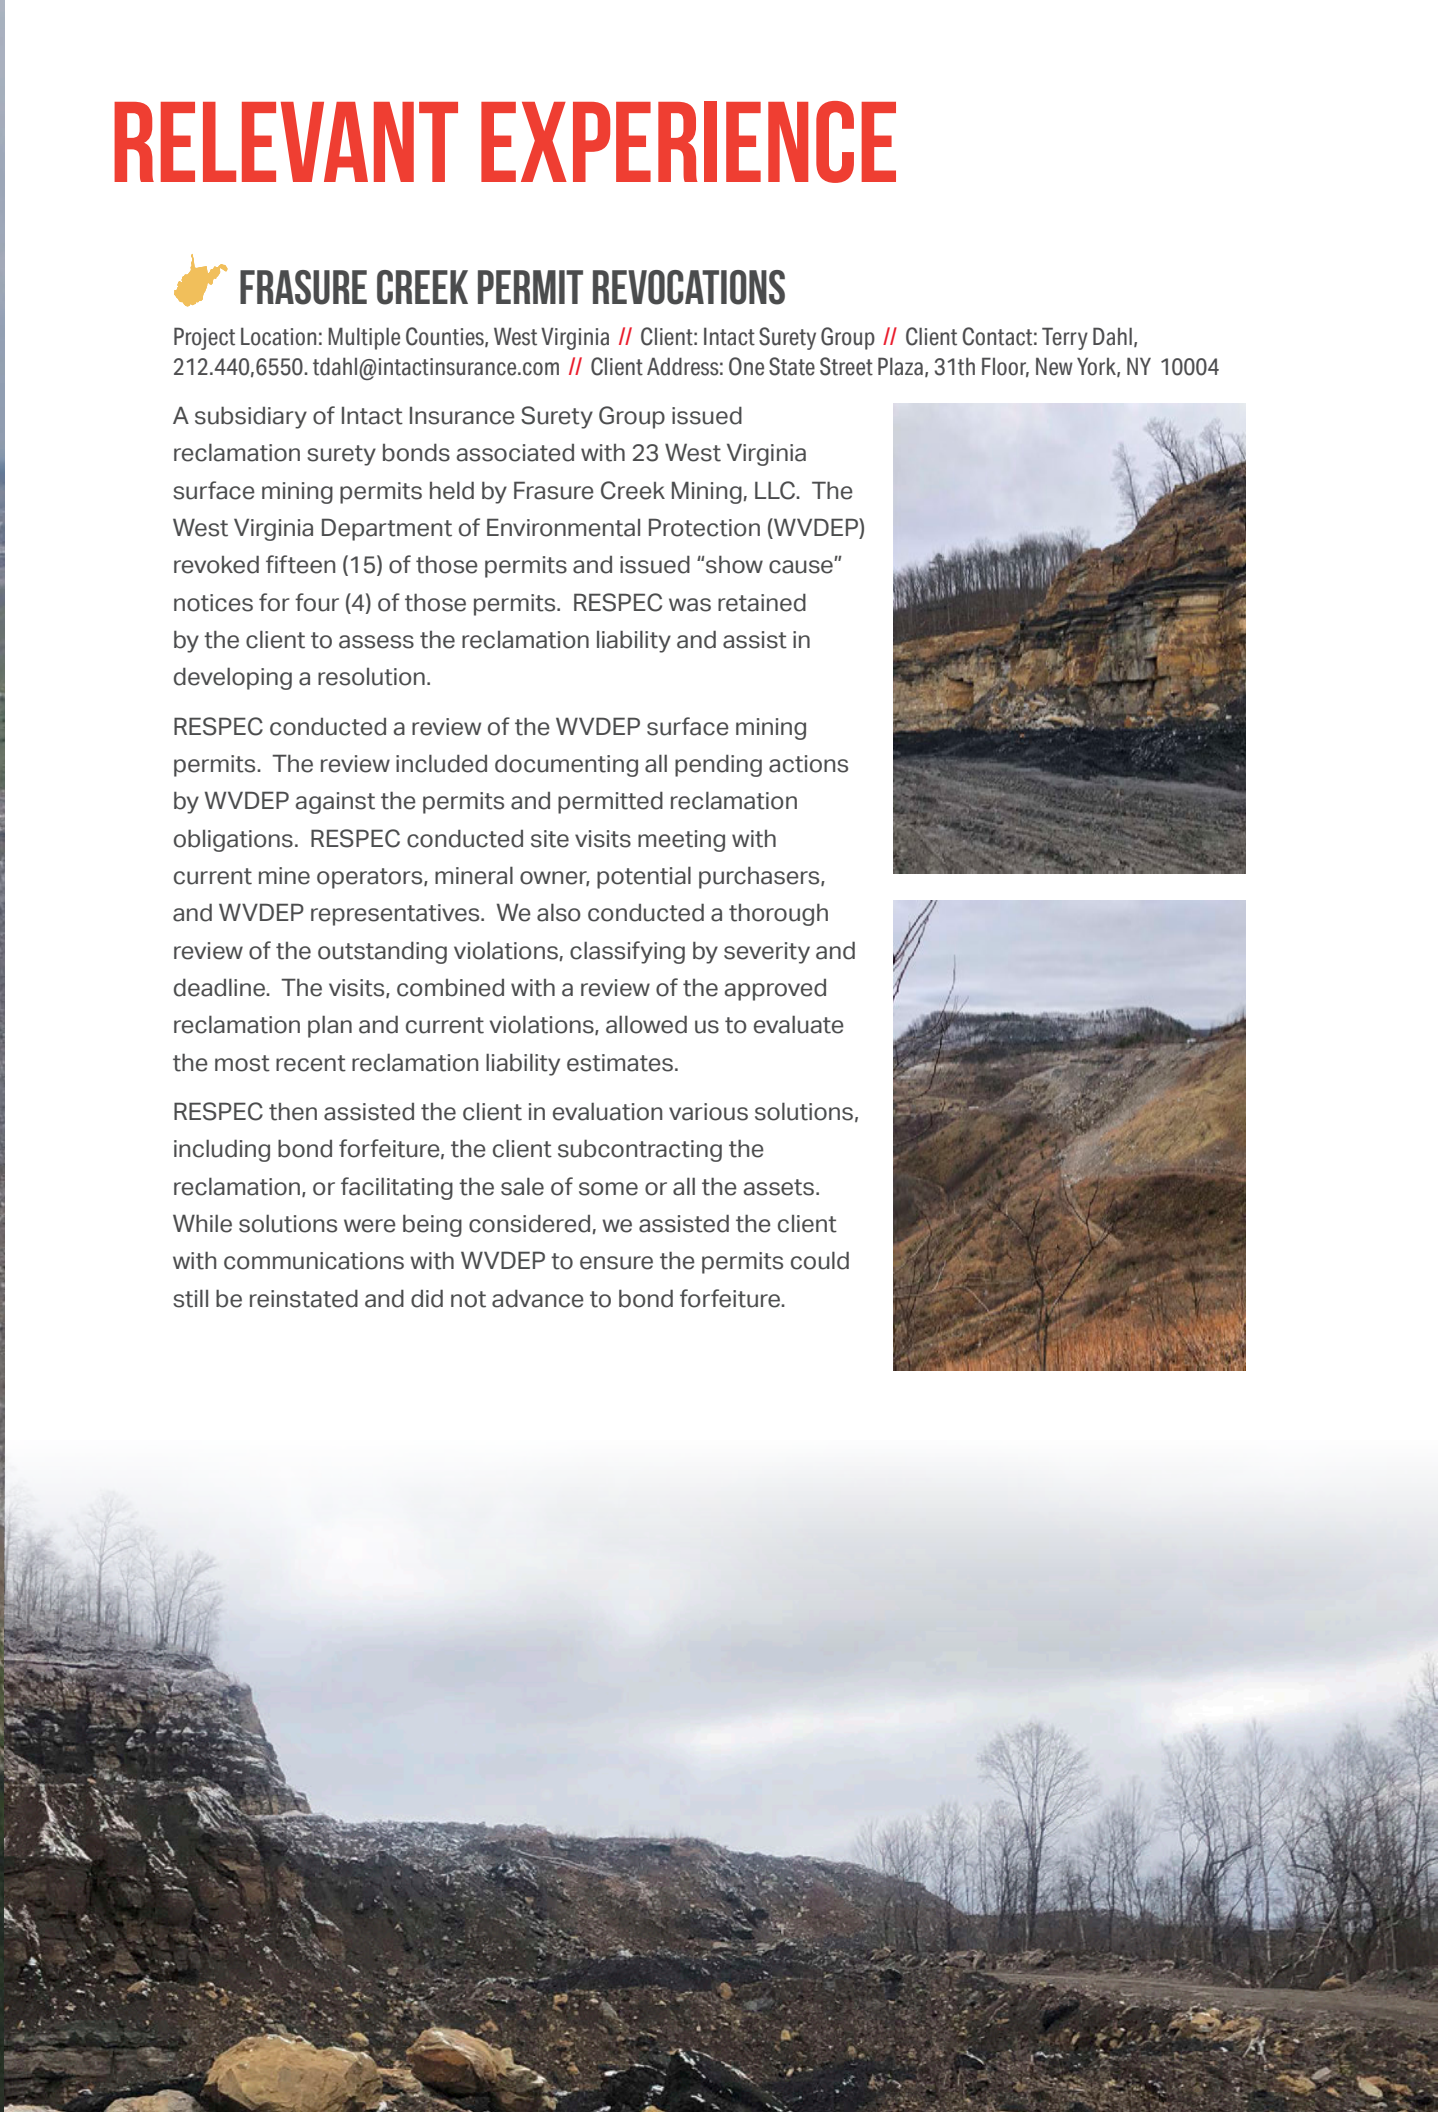 RELEVANT EXPERIENCE
FRASURE CREEK PERMIT REVOCATIONS
Project Location: Multiple Counties, West Virginia // Client: Intact Surety Group // Client Contact: Terry Dahl,
212.440,6550. tdahl@intactinsurance.com // Client Address: One State Street Plaza, 31th Floor, New York, NY 10004
A subsidiary of Intact Insurance Surety Group issued
reclamation surety bonds associated with 23 West Virginia
surface mining permits held by Frasure Creek Mining, LLC. The
West Virginia Department of Environmental Protection (WVDEP)
revoked fifteen (15) of those permits and issued “show cause”
notices for four (4) of those permits. RESPEC was retained
by the client to assess the reclamation liability and assist in
developing a resolution.
RESPEC conducted a review of the WVDEP surface mining
permits. The review included documenting all pending actions
by WVDEP against the permits and permitted reclamation
obligations. RESPEC conducted site visits meeting with
current mine operators, mineral owner, potential purchasers,
and WVDEP representatives. We also conducted a thorough
review of the outstanding violations, classifying by severity and
deadline. The visits, combined with a review of the approved
reclamation plan and current violations, allowed us to evaluate
the most recent reclamation liability estimates.
RESPEC then assisted the client in evaluation various solutions,
including bond forfeiture, the client subcontracting the
reclamation, or facilitating the sale of some or all the assets.
While solutions were being considered, we assisted the client
with communications with WVDEP to ensure the permits could
still be reinstated and did not advance to bond forfeiture.